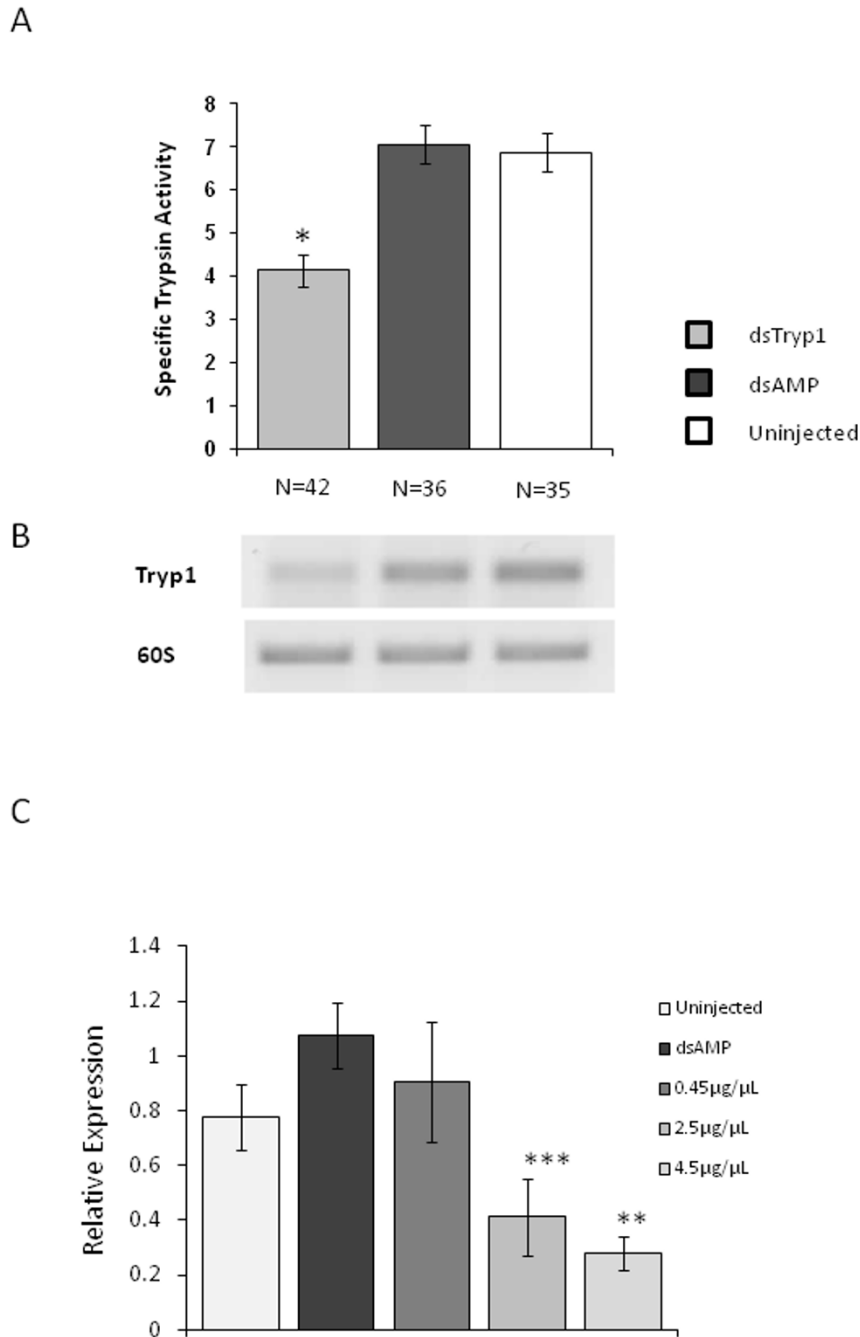 A
8
7
6
5
4
3
2
1
0
Specific Trypsin Activity
*
N=42 N=36 N=35
dsTryp1
dsAMP
Uninjected
B
Tryp1
60S
C
1.4
1.2
1
0.8
0.6
0.4
0.2
0
Relative Expression
***
**
Uninjected
dsAMP
0.45µg/µL
2.5µg/µL
4.5µg/µL